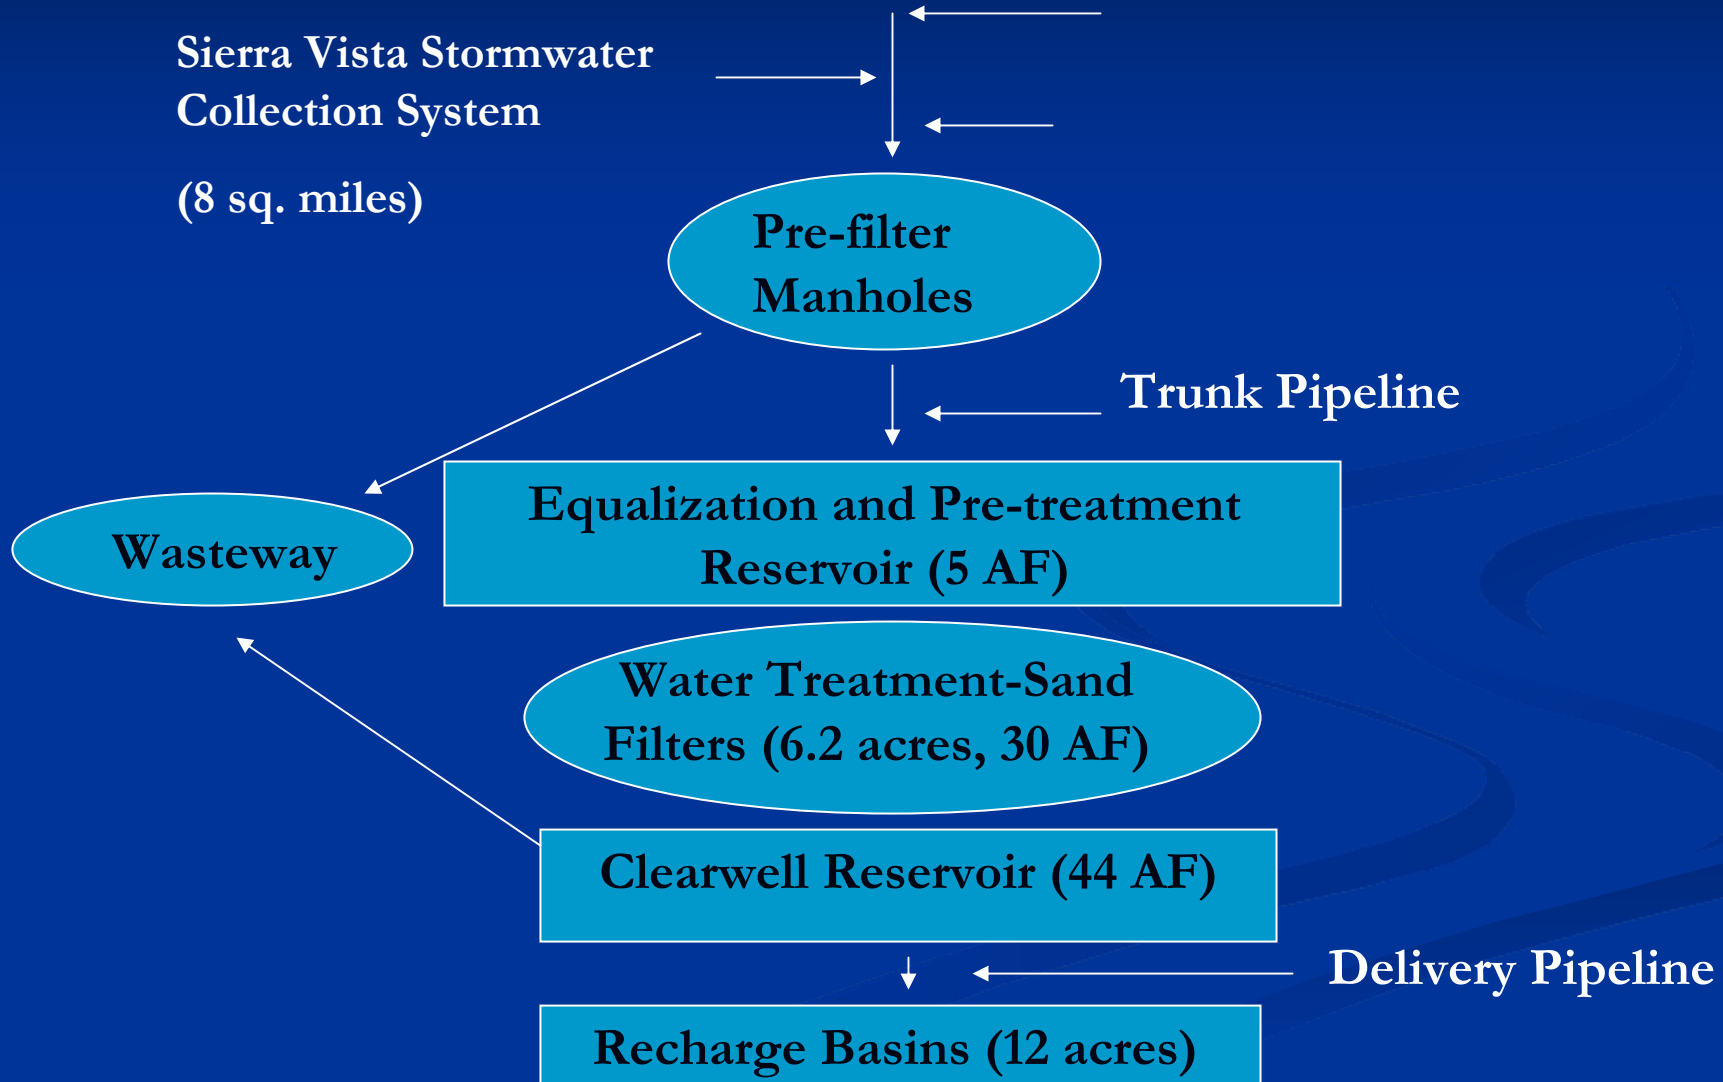 Sierra Vista Stormwater
Collection System
(8 sq. miles)
Pre-filter
Manholes
Trunk Pipeline
Equalization and Pre-treatment
Reservoir (5 AF)
Wasteway
Water Treatment-Sand
Filters (6.2 acres, 30 AF)
Clearwell Reservoir (44 AF)
Delivery Pipeline
Recharge Basins (12 acres)